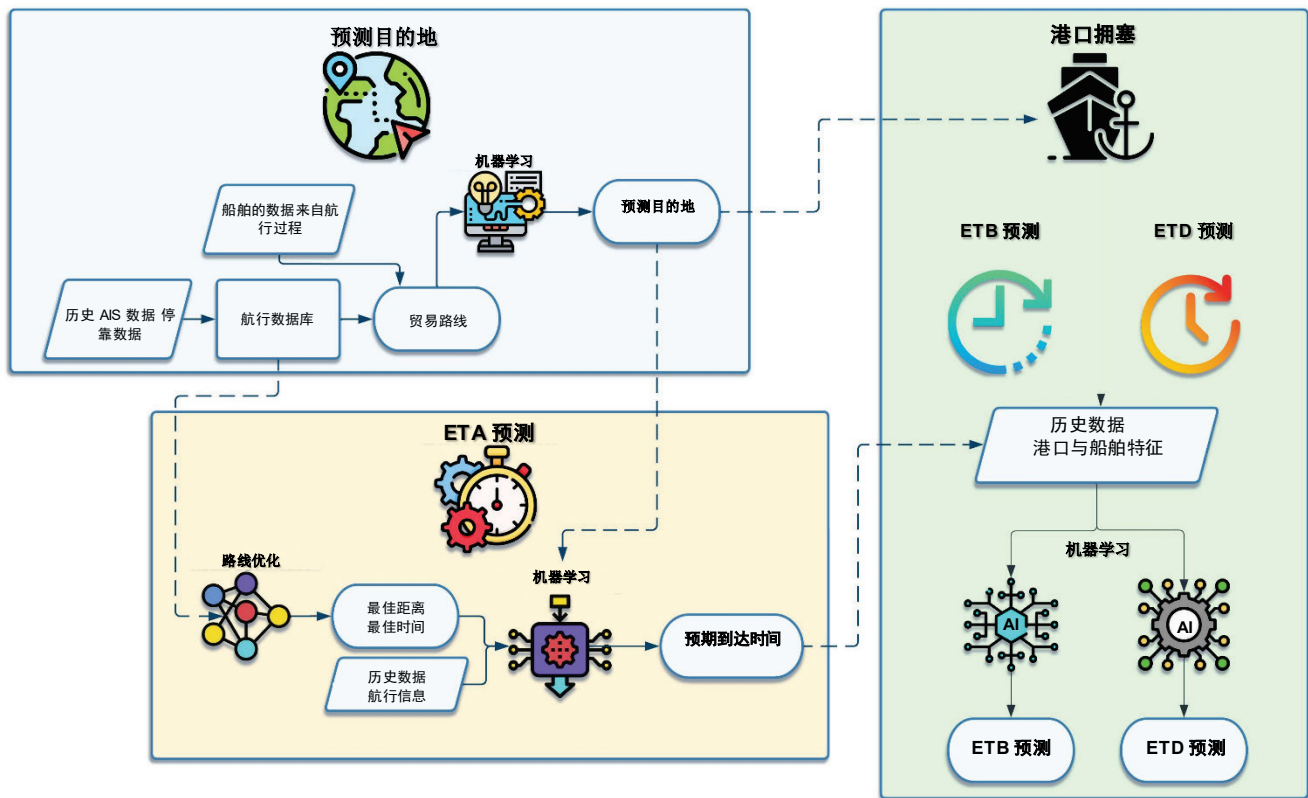 预测目的地
机器学习
船舶的数据来自航
行过程
预测目的地
历史 AIS 数据 停
靠数据
航行数据库
贸易路线
ETA 预测
路线优化
最佳距离
最佳时间
历史数据
航行信息
机器学习
预期到达时间
港口拥塞
ETB 预测
ETD 预测
历史数据
港口与船舶特征
机器学习
AI
AI
ETB 预测
ETD 预测